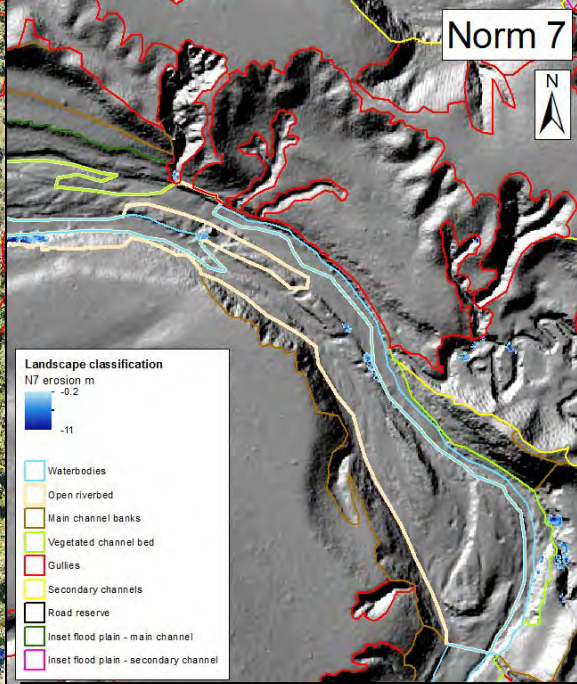 Norm 7
N
Landscape classification
N7 erosion m
-0.2
-11
Waterbodies
Open riverbed
Main channel banks
Vegetated channel bed
Gullies
Secondary channels
Road reserve
Inset flood plain - main channel
Inset flood plain - secondary channel